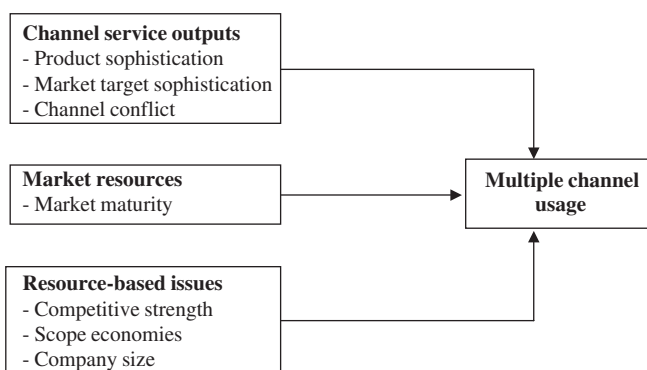 Channel service outputs
- Product sophistication
- Market target sophistication
- Channel conflict
Market resources
- Market maturity
Multiple channel
usage
Resource-based issues
- Competitive strength
- Scope economies
- Company size